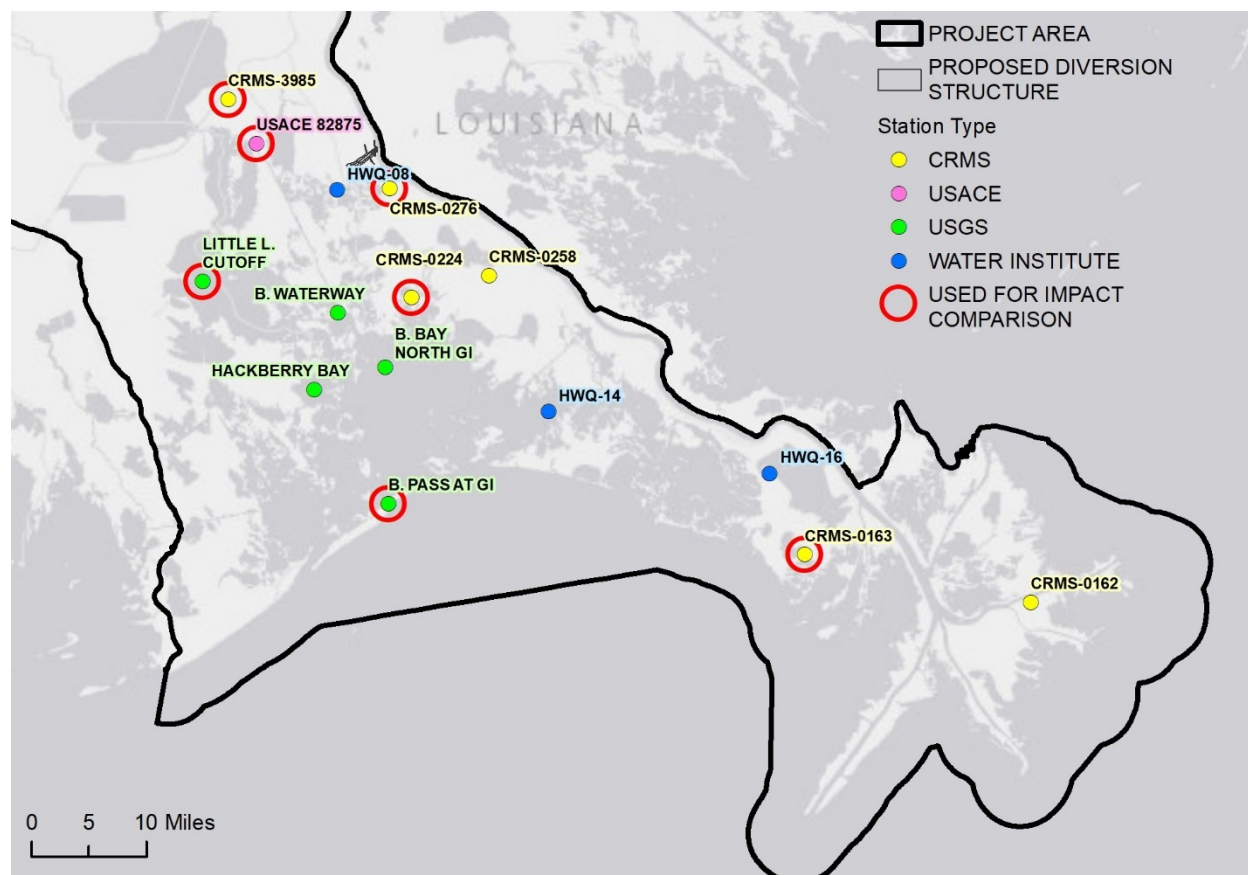 PROJECT AREA
PROPOSED DIVERSION
STRUCTURE
Station Type
CRMS
USACE
USGS
WATER INSTITUTE
USED FOR IMPACT
COMPARISON
CRMS-3985
USACE 82875
LOUISIANA
HWQ-08
CRMS-0276
LITTLE L.
CUTOFF
CRMS-0224
CRMS-0258
B. WATERWAY
B. BAY
NORTH GI
HACKBERRY BAY
HWQ-14
HWQ-16
B. PASS AT GI
CRMS-0163
CRMS-0162
0 5 10 Miles